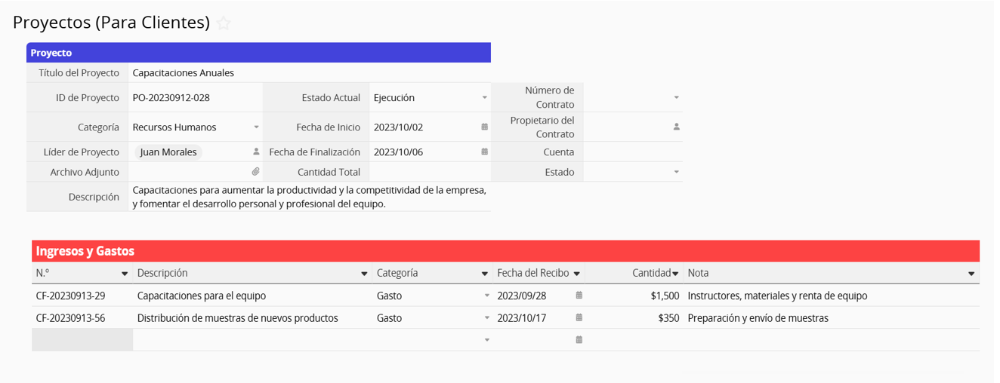 Proyectos (Para Clientes)
Proyecto
Título del Proyecto Capacitaciones Anuales
ID de Proyecto PO-20230912-028 Estado Actual Ejecución Número de Contrato
Categoría Recursos Humanos Fecha de Inicio 2023/10/02 Propietario del Contrato
Líder de Proyecto Juan Morales Fecha de Finalización 2023/10/06 Cuenta
Archivo Adjunto Cantidad Total Estado
Descripción Capacitaciones para aumentar la productividad y la competitividad de la empresa,
y fomentar el desarrollo personal y profesional del equipo.
Ingresos y Gastos
N.º Descripción Categoría Fecha del Recibo Cantidad Nota
CF-20230913-29 Capacitaciones para el equipo Gasto 2023/09/28 $1,500 Instructores, materiales y renta de equipo
CF-20230913-56 Distribución de muestras de nuevos productos Gasto 2023/10/17 $350 Preparación y envío de muestras